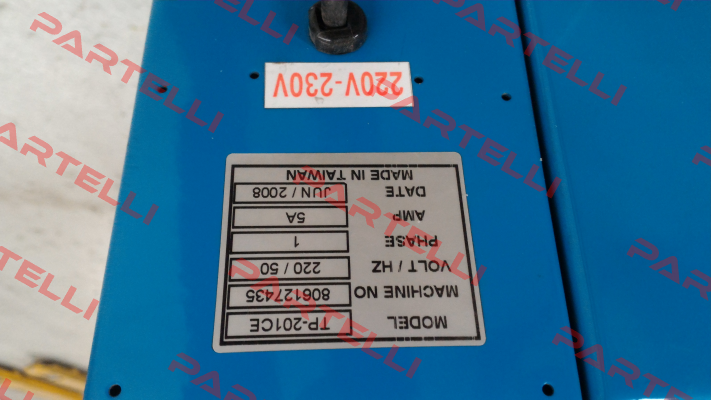 MODEL TP-201CE
MACHINE NO 806127435
VOLT / HZ 220 / 50
PHASE 1
AMP 5A
DATE JUN / 2008
MADE IN TAIWAN
220V-230V
PARTELLI
PARTELLI
PARTELLI
PARTELLI
PARTELLI
PARTELLI
PARTELLI
PARTELLI